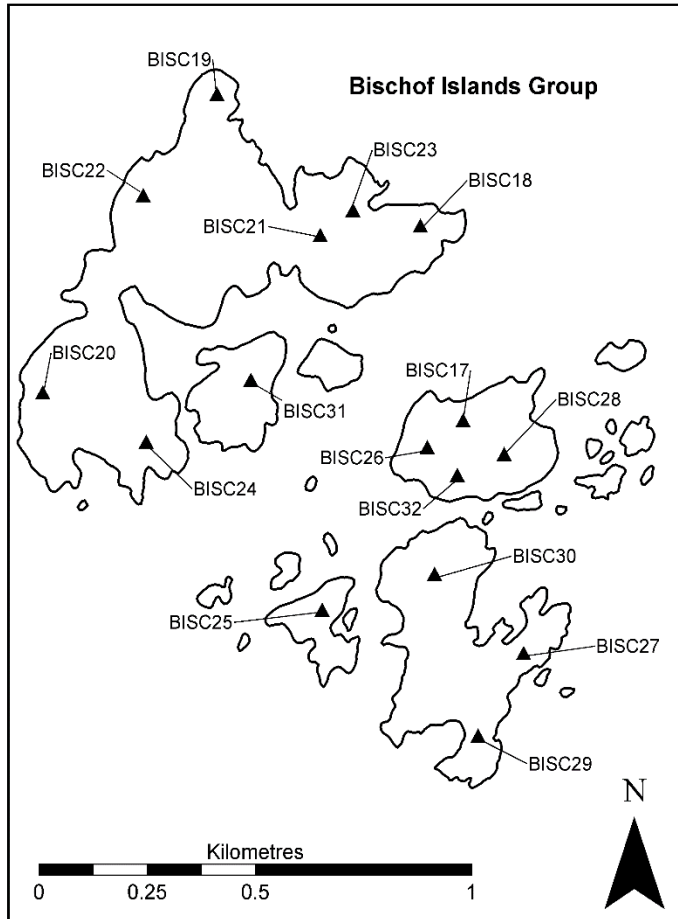 BISC19
Bischof Islands Group
BISC23
BISC22
BISC18
BISC21
BISC20
BISC17
BISC31
BISC28
BISC26
BISC24
BISC32
BISC30
BISC25
BISC27
BISC29
N
Kilometres
0 0.25 0.5 1